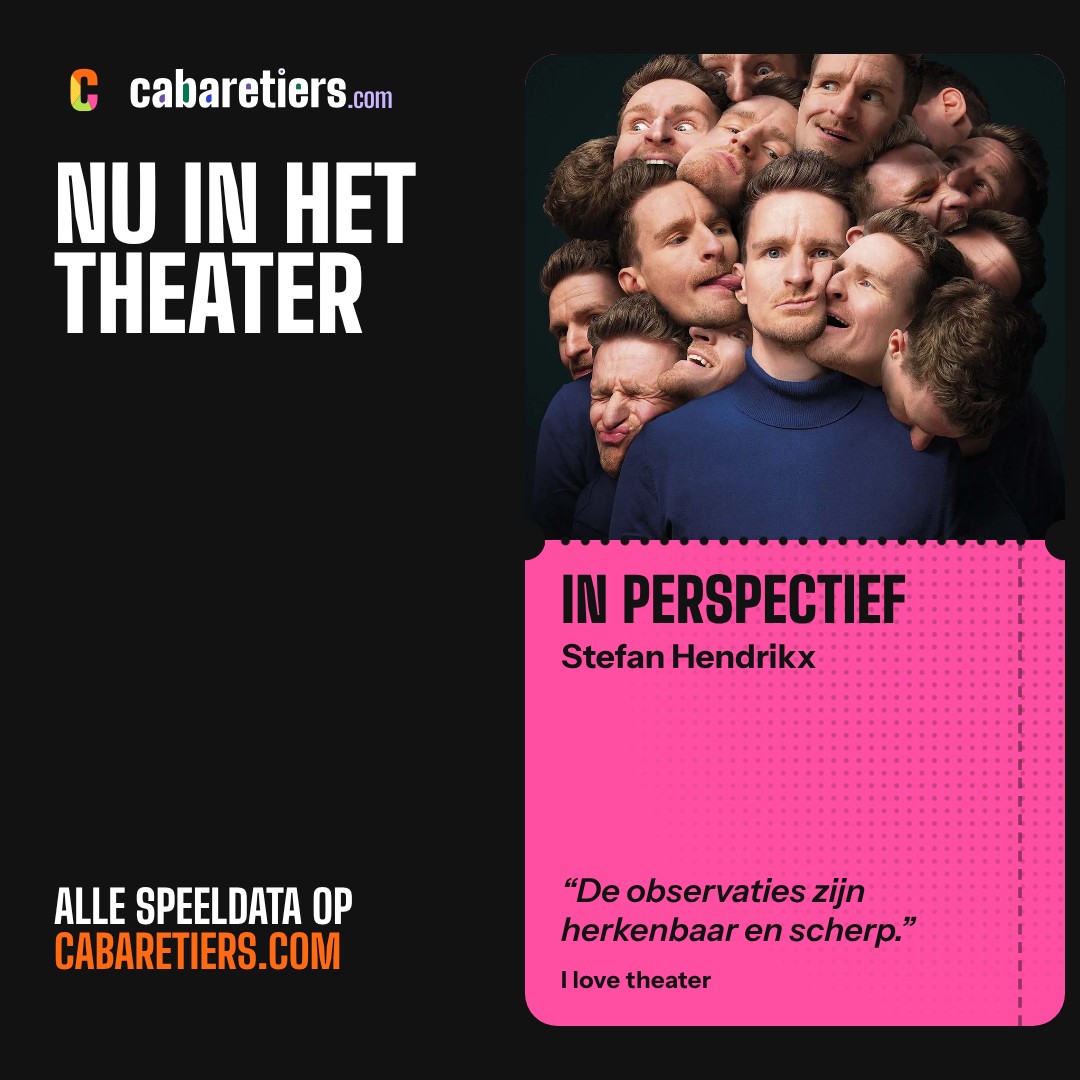 cabaretiers.com
NU IN HET
THEATER
IN PERSPECTIEF
Stefan Hendrikx
“De observaties zijn
herkenbaar en scherp.”
I love theater
ALLE SPEELDATA OP
CABARETIERS.COM